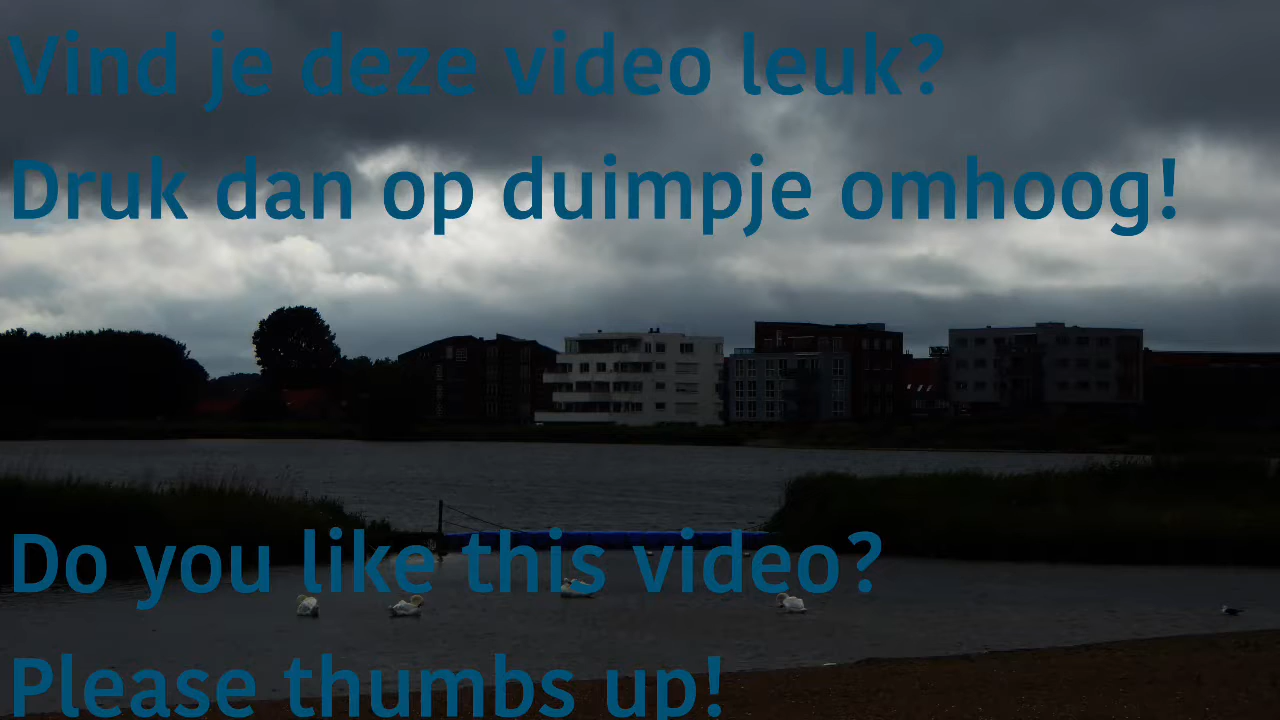 Vind je deze video leuk?
Druk dan op duimpje omhoog!
Do you like this video?
Please thumbs up!